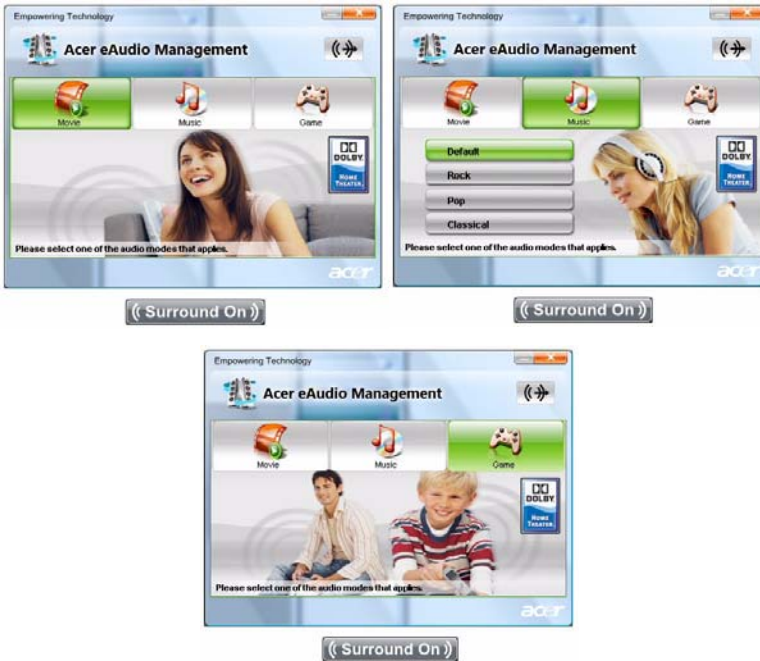 Empowering Technology
Acer eAudio Management
Movie Music Game
DOLBY
HOME THEATER
Please select one of the audio modes that applies.
acer
Surround On
Empowering Technology
Acer eAudio Management
Movie Music Game
Default
Rock
Pop
Classical
DOLBY
HOME THEATER
Please select one of the audio modes that applies.
acer
Surround On
Empowering Technology
Acer eAudio Management
Movie Music Game
DOLBY
HOME THEATER
Please select one of the audio modes that applies.
acer
Surround On